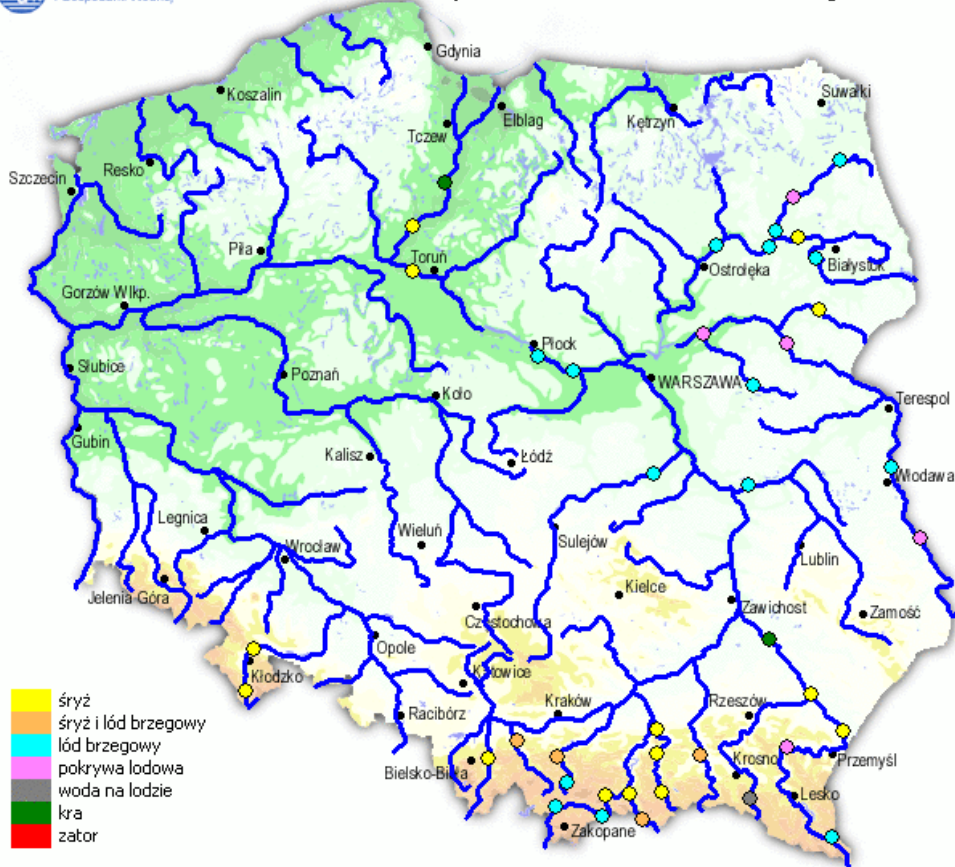 Gdynia
Koszalin
Suwałki
Elbląg
Kętrzyn
Tczew
Resko
Szczecin
Piła
Toruń
Ostrołęka
Białystok
Gorzów Wlkp.
Płock
Słubice
Poznań
WARSZAWA
Koło
Terespol
Gubin
Kalisz
Łódź
Włodawa
Legnica
Wrocław
Wieluń
Sulejów
Lublin
Jelenia Góra
Kielce
Zawichost
Zamość
Częstochowa
Opole
Kłodzko
Katowice
Racibórz
Kraków
Rzeszów
Bielsko-Biała
Krosno
Przemyśl
Lesko
Zakopane
śryż
śryż i lód brzegowy
lód brzegowy
pokrywa lodowa
woda na lodzie
kra
zator